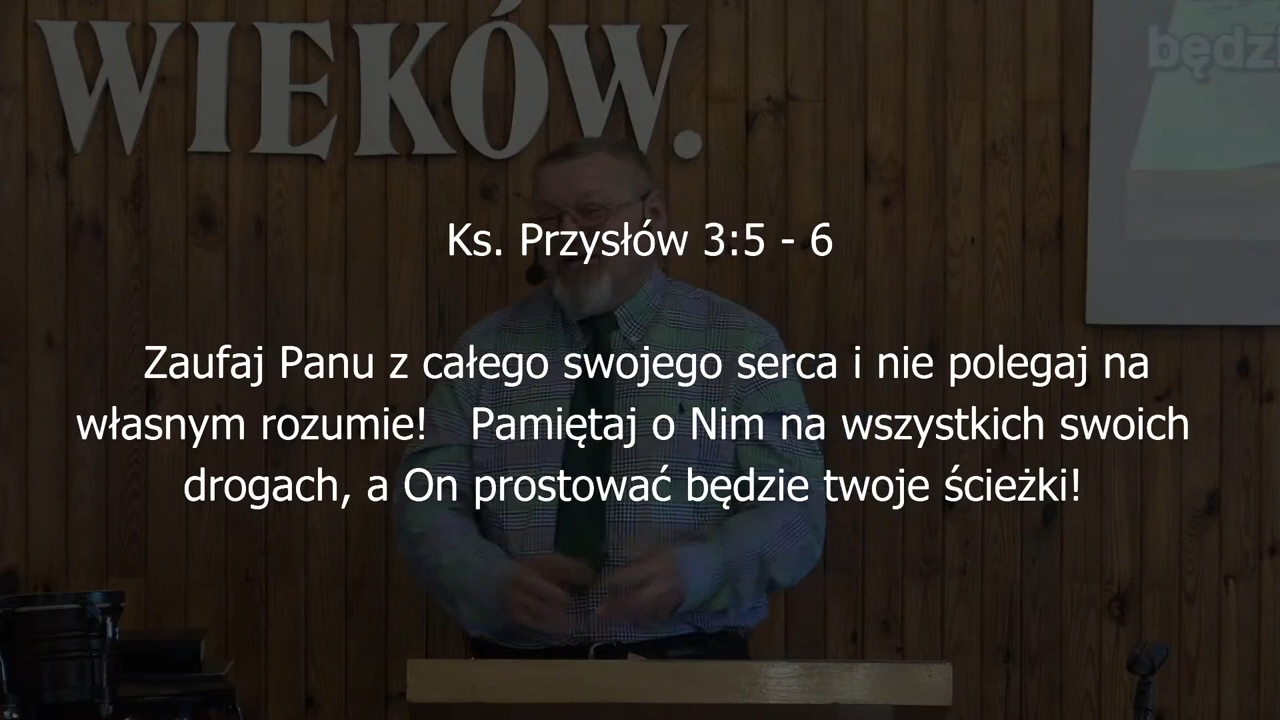 WIEKÓW.
będzi
Ks. Przysłów 3:5 - 6
Zaufaj Panu z całego swojego serca i nie polegaj na
własnym rozumie! Pamiętaj o Nim na wszystkich swoich
drogach, a On prostować będzie twoje ścieżki!